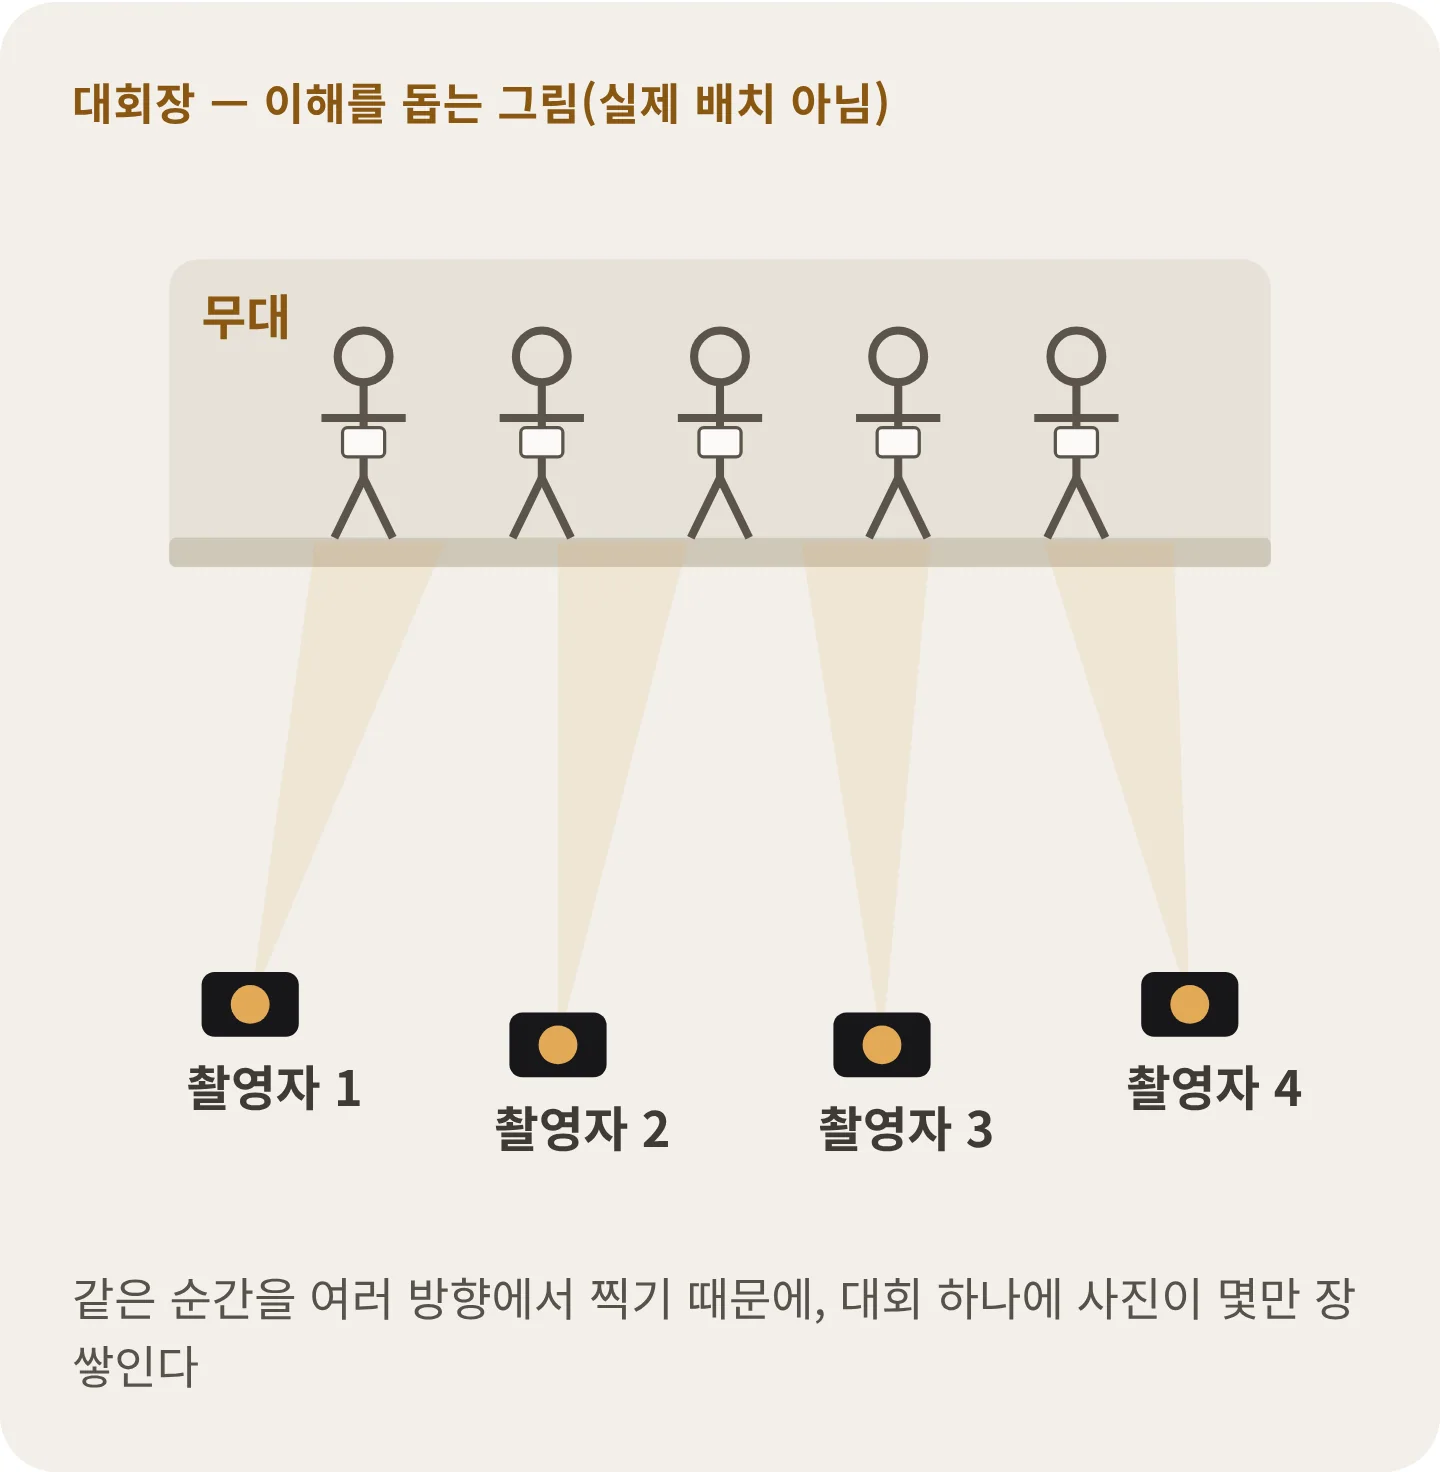 대회장 — 이해를 돕는 그림(실제 배치 아님)
무대
촬영자 1
촬영자 2
촬영자 3
촬영자 4
같은 순간을 여러 방향에서 찍기 때문에, 대회 하나에 사진이 몇만 장
쌓인다